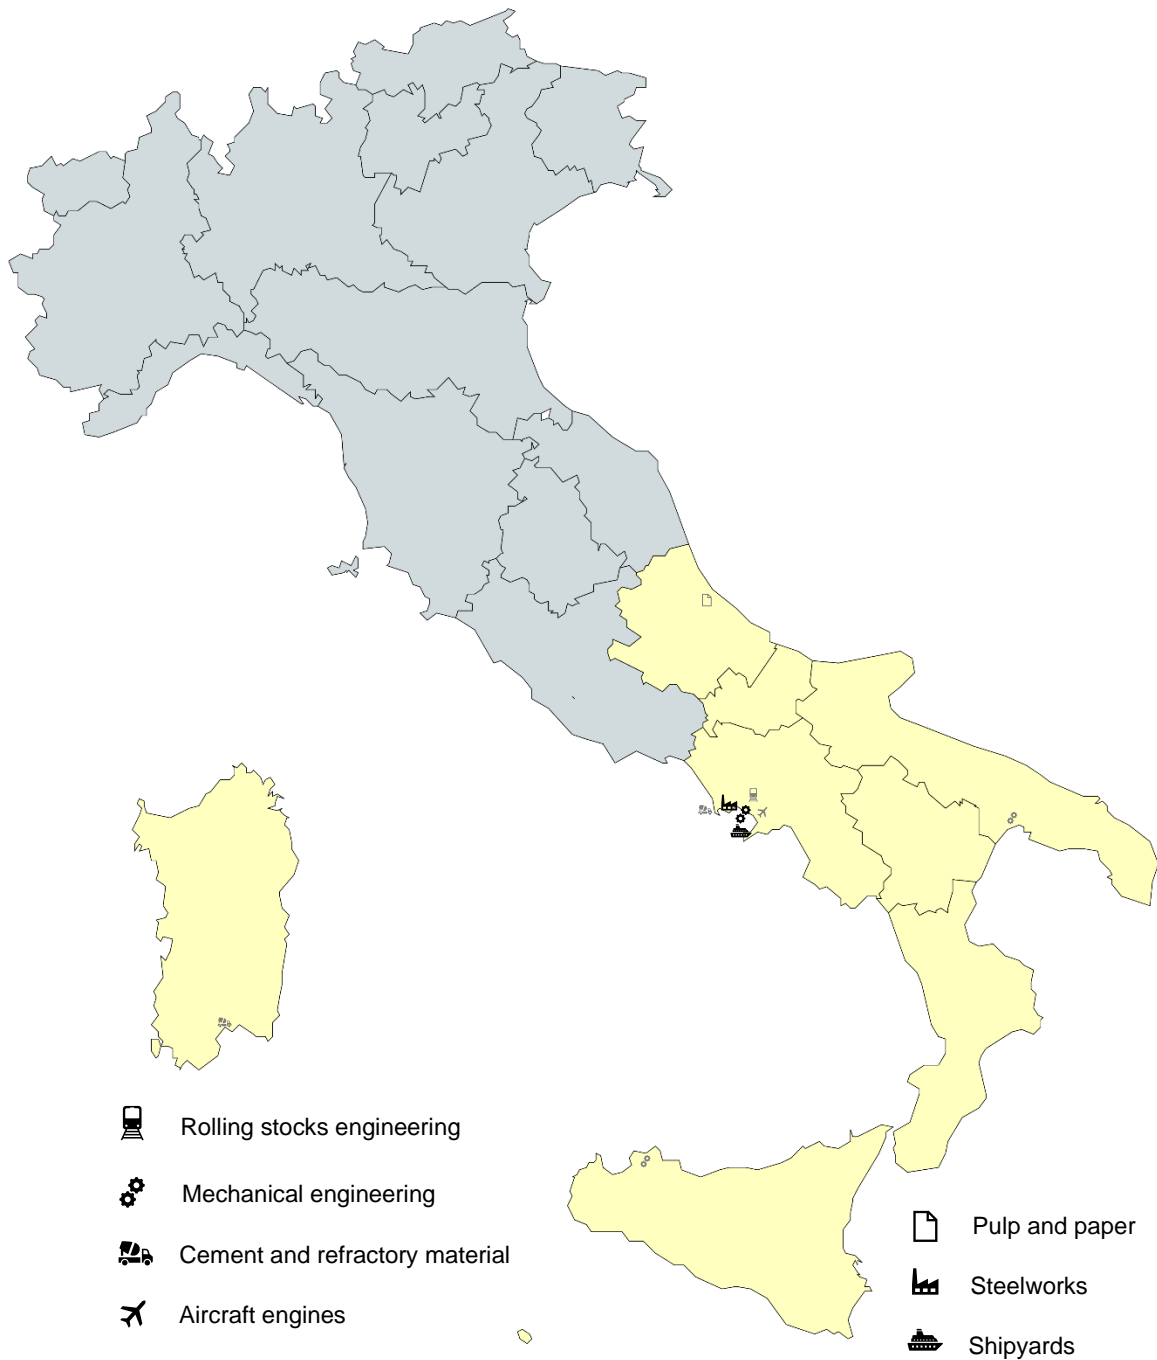 Rolling stocks engineering
Mechanical engineering
Cement and refractory material
Aircraft engines
Pulp and paper
Steelworks
Shipyards